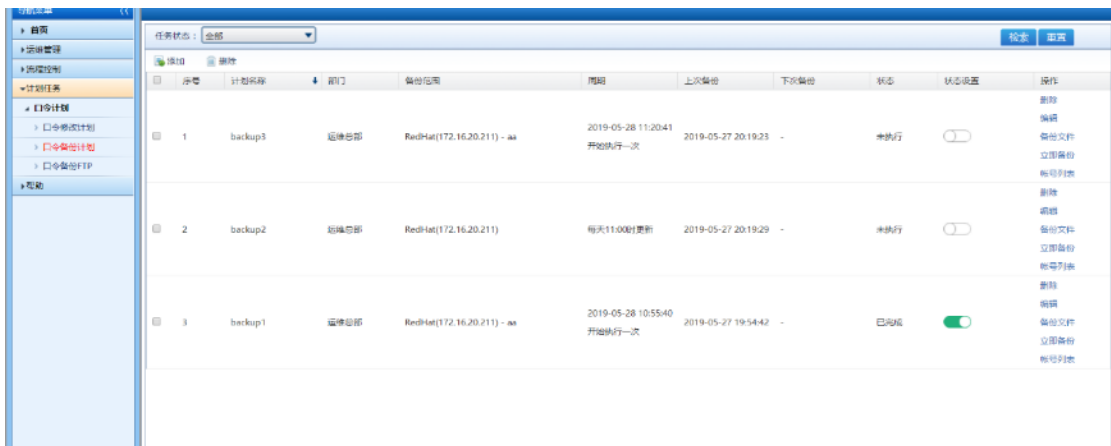 导航菜单
首页
运维管理
流程控制
计划任务
口令计划
口令修改计划
口令备份计划
口令备份FTP
帮助
任务状态： 全部 检索 重置
添加 删除
序号 计划名称 部门 备份范围 周期 上次备份 下次备份 状态 状态设置 操作
1 backup3 运维总部 RedHat(172.16.20.211) - aa 2019-05-28 11:20:41 2019-05-27 20:19:23 - 未执行
开始执行一次
删除
编辑
备份文件
立即备份
帐号列表
2 backup2 运维总部 RedHat(172.16.20.211) 每天11:00时更新 2019-05-27 20:19:29 - 未执行
删除
编辑
备份文件
立即备份
帐号列表
3 backup1 运维总部 RedHat(172.16.20.211) - aa 2019-05-28 10:55:40 2019-05-27 19:54:42 - 已完成
开始执行一次
删除
编辑
备份文件
立即备份
帐号列表